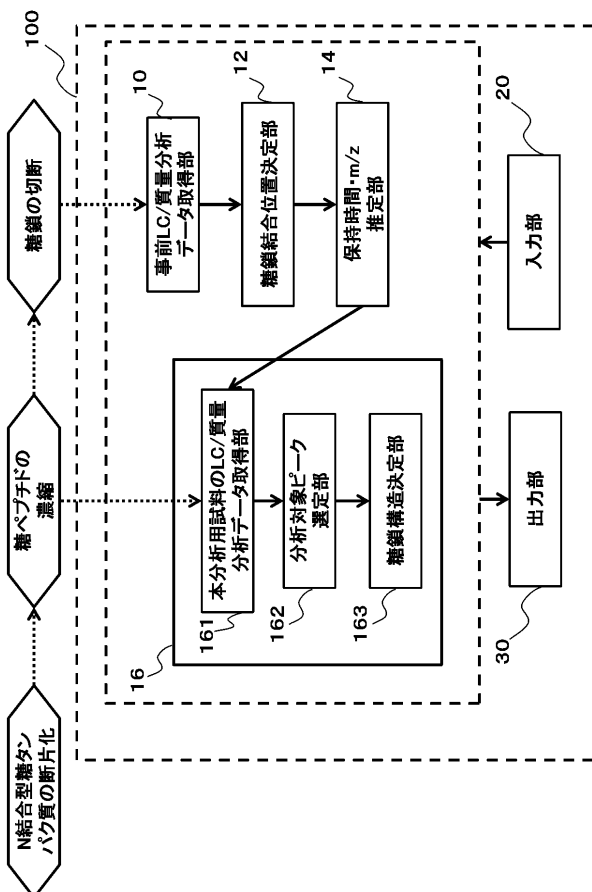 N結合型糖タン
パク質の断片化
糖ペプチドの
濃縮
糖鎖の切断
100
10
事前LC/質量分析
データ取得部
12
糖鎖結合位置決定部
14
保持時間・m/z
推定部
16
本分析用試料のLC/質量
分析データ取得部
161
分析対象ピーク
選定部
162
糖鎖構造決定部
163
20
入力部
出力部
30